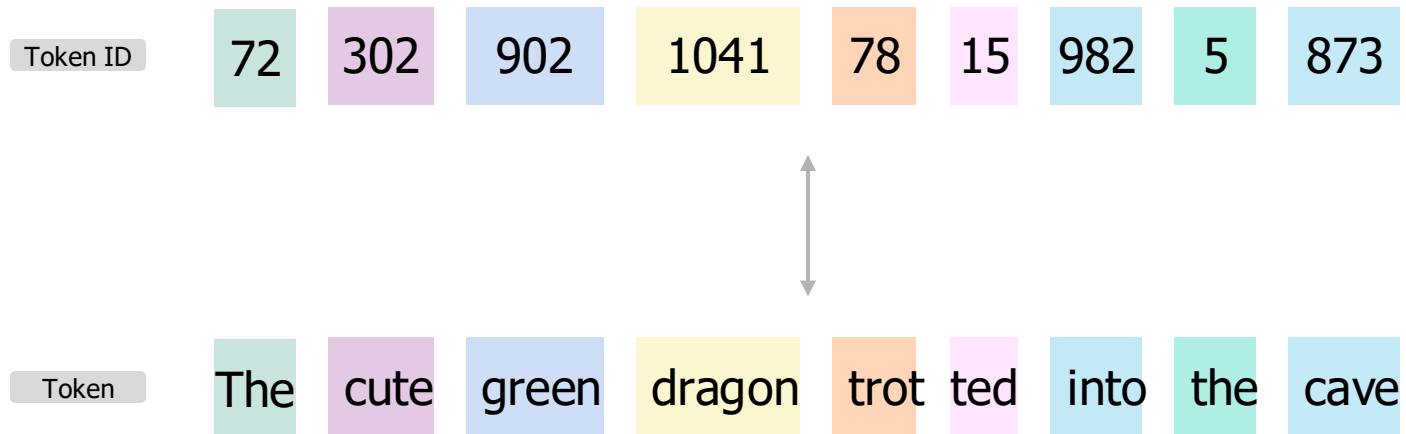 Token ID 72 302 902 1041 78 15 982 5 873
Token The cute green dragon trot ted into the cave